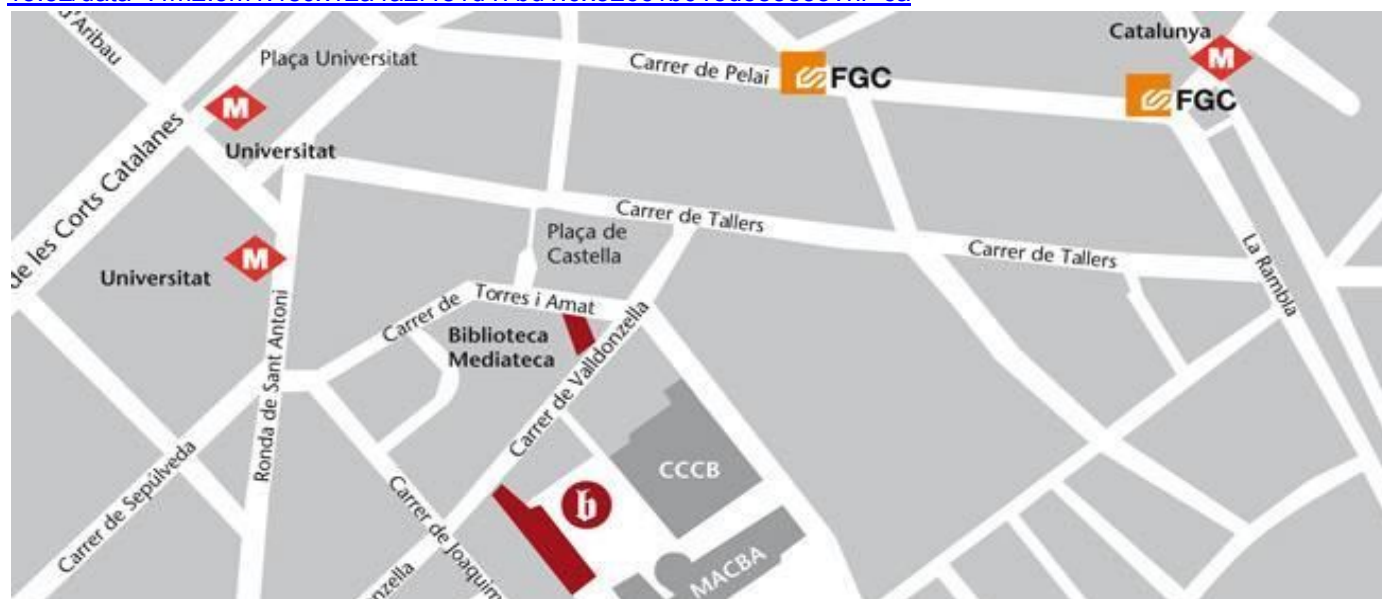 d'Aribau
Plaça Universitat
Carrer de Pelai
FGC
Catalunya
M
FGC
M
Universitat
de les Corts Catalanes
Carrer de Tallers
Plaça de
Castella
Carrer de Tallers
La Rambla
M
Universitat
Ronda de Sant Antoni
Carrer de
Torres i Amat
Biblioteca
Mediateca
Carrer de Valldonzella
CCCB
Carrer de Sepúlveda
Carrer de Joaquim
b
MACBA
nzella